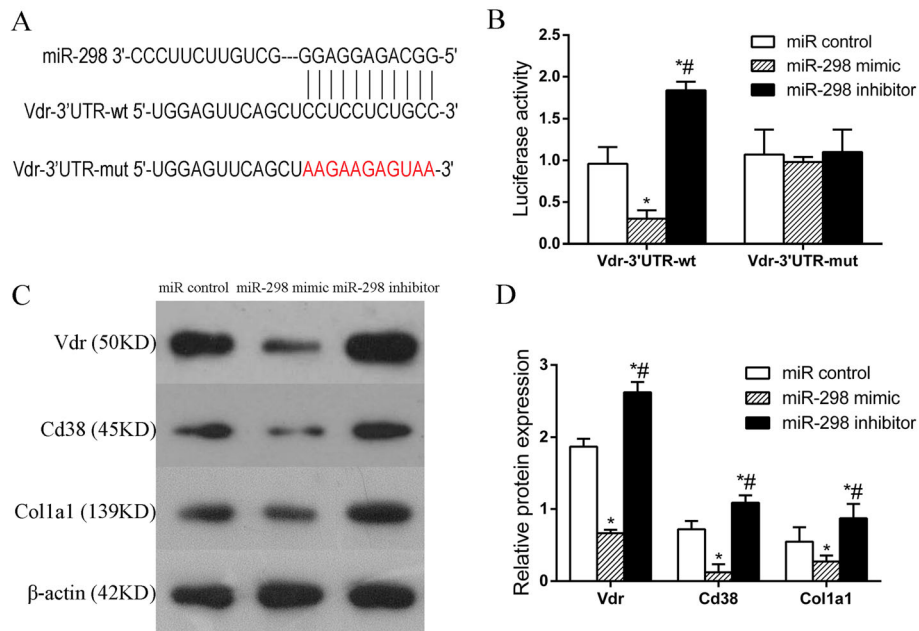 A
miR-298 3'-CCCUUCUUGUCG---GGAGGAGACGG-5'
Vdr-3'UTR-wt 5'-UGGAGUUCAGCUCCUCCUCUGCC-3'
Vdr-3'UTR-mut 5'-UGGAGUUCAGCUAAGAAGAGUAA-3'
B
Luciferase activity
2.5
2.0
1.5
1.0
0.5
0.0
miR control
miR-298 mimic
miR-298 inhibitor
*
*#
Vdr-3'UTR-wt
Vdr-3'UTR-mut
C
miR control miR-298 mimic miR-298 inhibitor
Vdr (50KD)
Cd38 (45KD)
Col1a1 (139KD)
β-actin (42KD)
D
Relative protein expression
3
2
1
0
miR control
miR-298 mimic
miR-298 inhibitor
*
*#
*
*#
*
*#
Vdr
Cd38
Col1a1